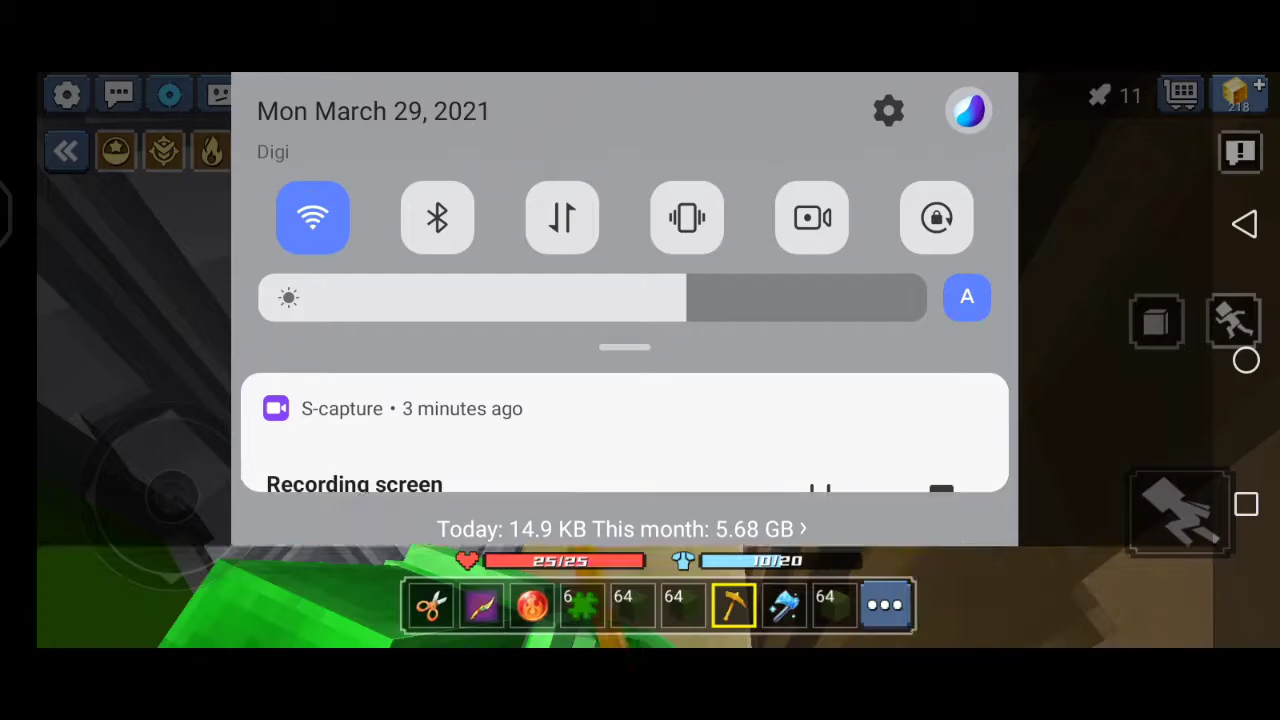 Mon March 29, 2021
Digi
11
218
A
S-capture • 3 minutes ago
Recording screen
Today: 14.9 KB This month: 5.68 GB >
25/25
10/20
6
64
64
64